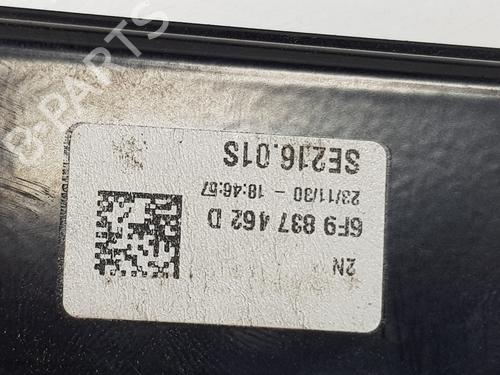 2N
6F9 837 462 D
23/11/30 - 18:46:57
SE216.01S
B-PARTS